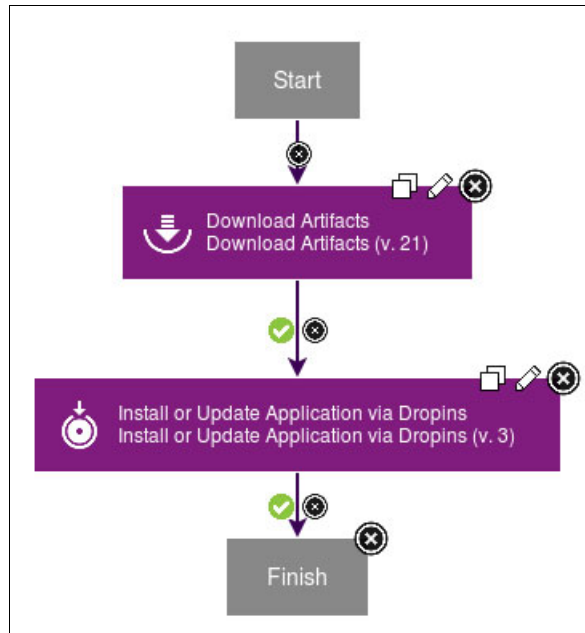 Start
Download Artifacts
Download Artifacts (v. 21)
Install or Update Application via Dropins
Install or Update Application via Dropins (v. 3)
Finish